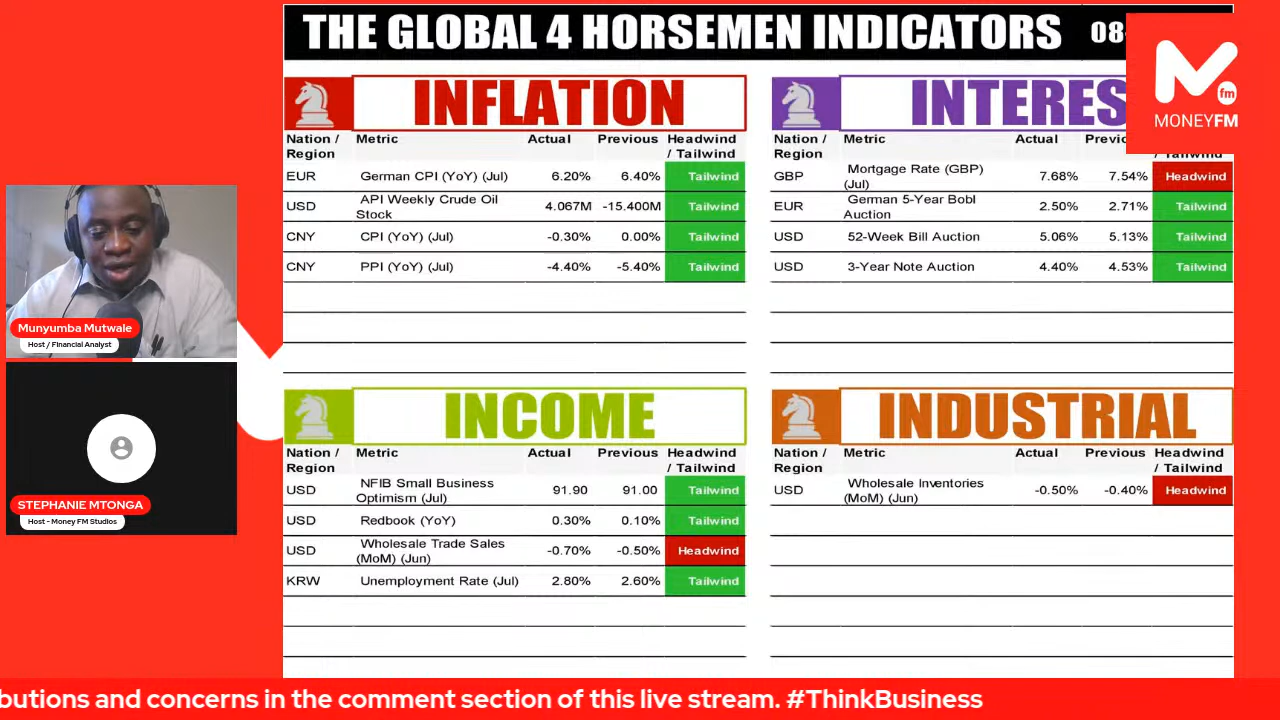 THE GLOBAL 4 HORSEMEN INDICATORS 08
fm
MONEYFM
INFLATION
Nation / Region Metric Actual Previous Headwind / Tailwind
EUR German CPI (YoY) (Jul) 6.20% 6.40% Tailwind
USD API Weekly Crude Oil Stock 4.067M -15.400M Tailwind
CNY CPI (YoY) (Jul) -0.30% 0.00% Tailwind
CNY PPI (YoY) (Jul) -4.40% -5.40% Tailwind
INTERES
Nation / Region Metric Actual Previo / Tailwind
GBP Mortgage Rate (GBP) (Jul) 7.68% 7.54% Headwind
EUR German 5-Year Bobl Auction 2.50% 2.71% Tailwind
USD 52-Week Bill Auction 5.06% 5.13% Tailwind
USD 3-Year Note Auction 4.40% 4.53% Tailwind
INCOME
Nation / Region Metric Actual Previous Headwind / Tailwind
USD NFIB Small Business Optimism (Jul) 91.90 91.00 Tailwind
USD Redbook (YoY) 0.30% 0.10% Tailwind
USD Wholesale Trade Sales (MoM) (Jun) -0.70% -0.50% Headwind
KRW Unemployment Rate (Jul) 2.80% 2.60% Tailwind
INDUSTRIAL
Nation / Region Metric Actual Previous Headwind / Tailwind
USD Wholesale Inventories (MoM) (Jun) -0.50% -0.40% Headwind
Munyumba Mutwale
Host / Financial Analyst
STEPHANIE MTONGA
Host - Money FM Studios
butions and concerns in the comment section of this live stream. #ThinkBusiness